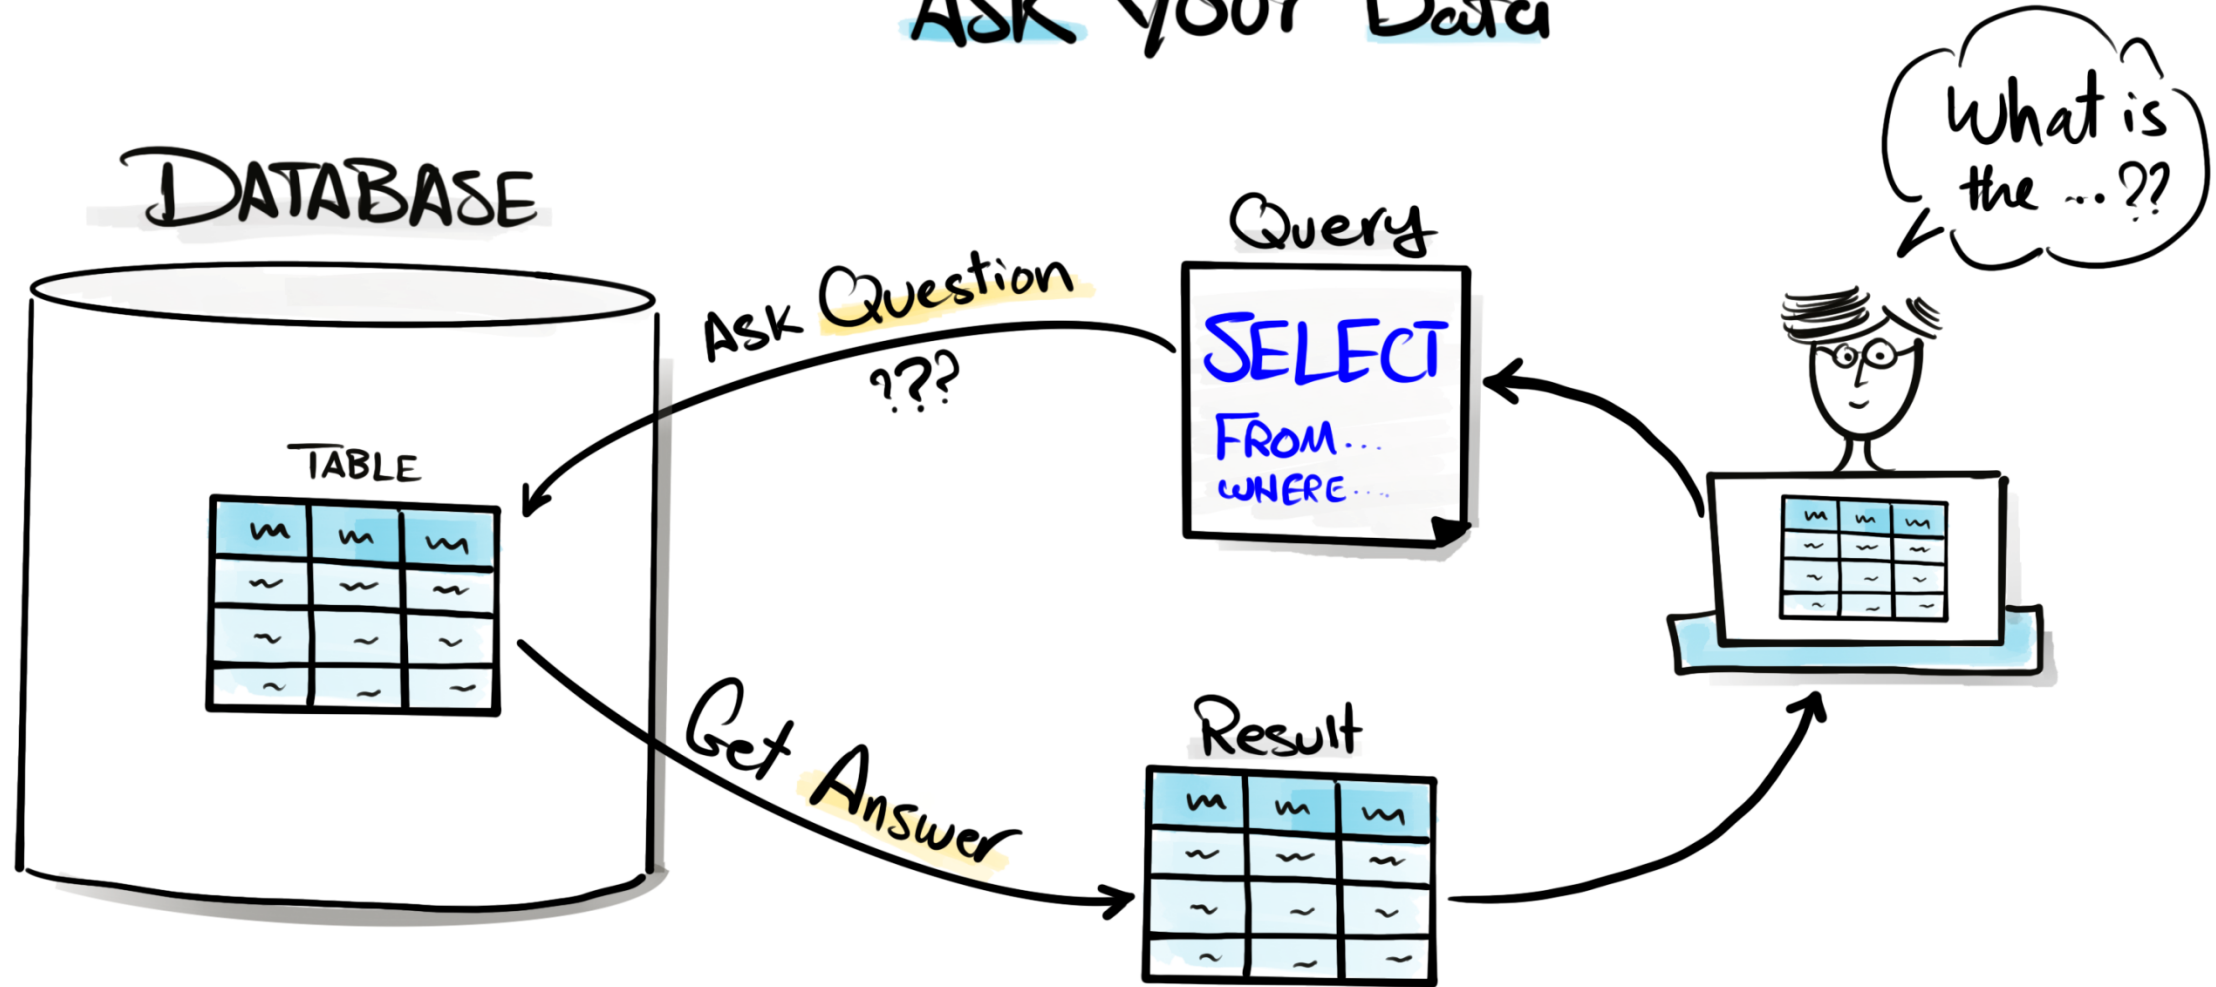 Ask Your Data
What is
the ...??
DATABASE
Query
Ask Question
???
SELECT
FROM...
WHERE....
TABLE
Get Answer
Result